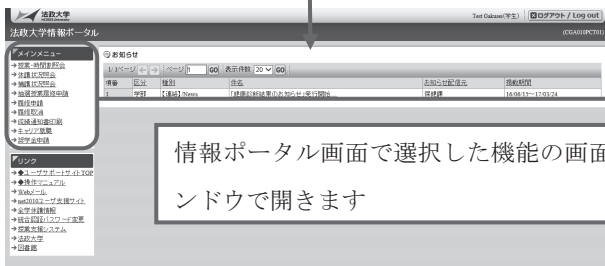 法政大学
HOSEI University
Test Gakusei(学生)
ログアウト / Log out
法政大学情報ポータル
(CGA010PCT01)
メインメニュー
授業・時間割照会
休講状況照会
補講状況照会
抽選授業履修申請
履修申請
履修取消
成績通知書印刷
キャリア就職
奨学金申請
リンク
◆ユーザサポートサイトTOP
◆操作マニュアル
Webメール
net2010ユーザ支援サイト
全学休講情報
統合認証パスワード変更
授業支援システム
法政大学
図書館
お知らせ
1/1ページ ページ 1 GO 表示件数 20 GO
項番 区分 種別 件名 お知らせ配信元 掲載期間
1 学部 【連絡】/News 「健康診断結果のお知らせ」発行開始... 保健課 16/06/15～17/03/24
情報ポータル画面で選択した機能の画面
ンドウで開きます